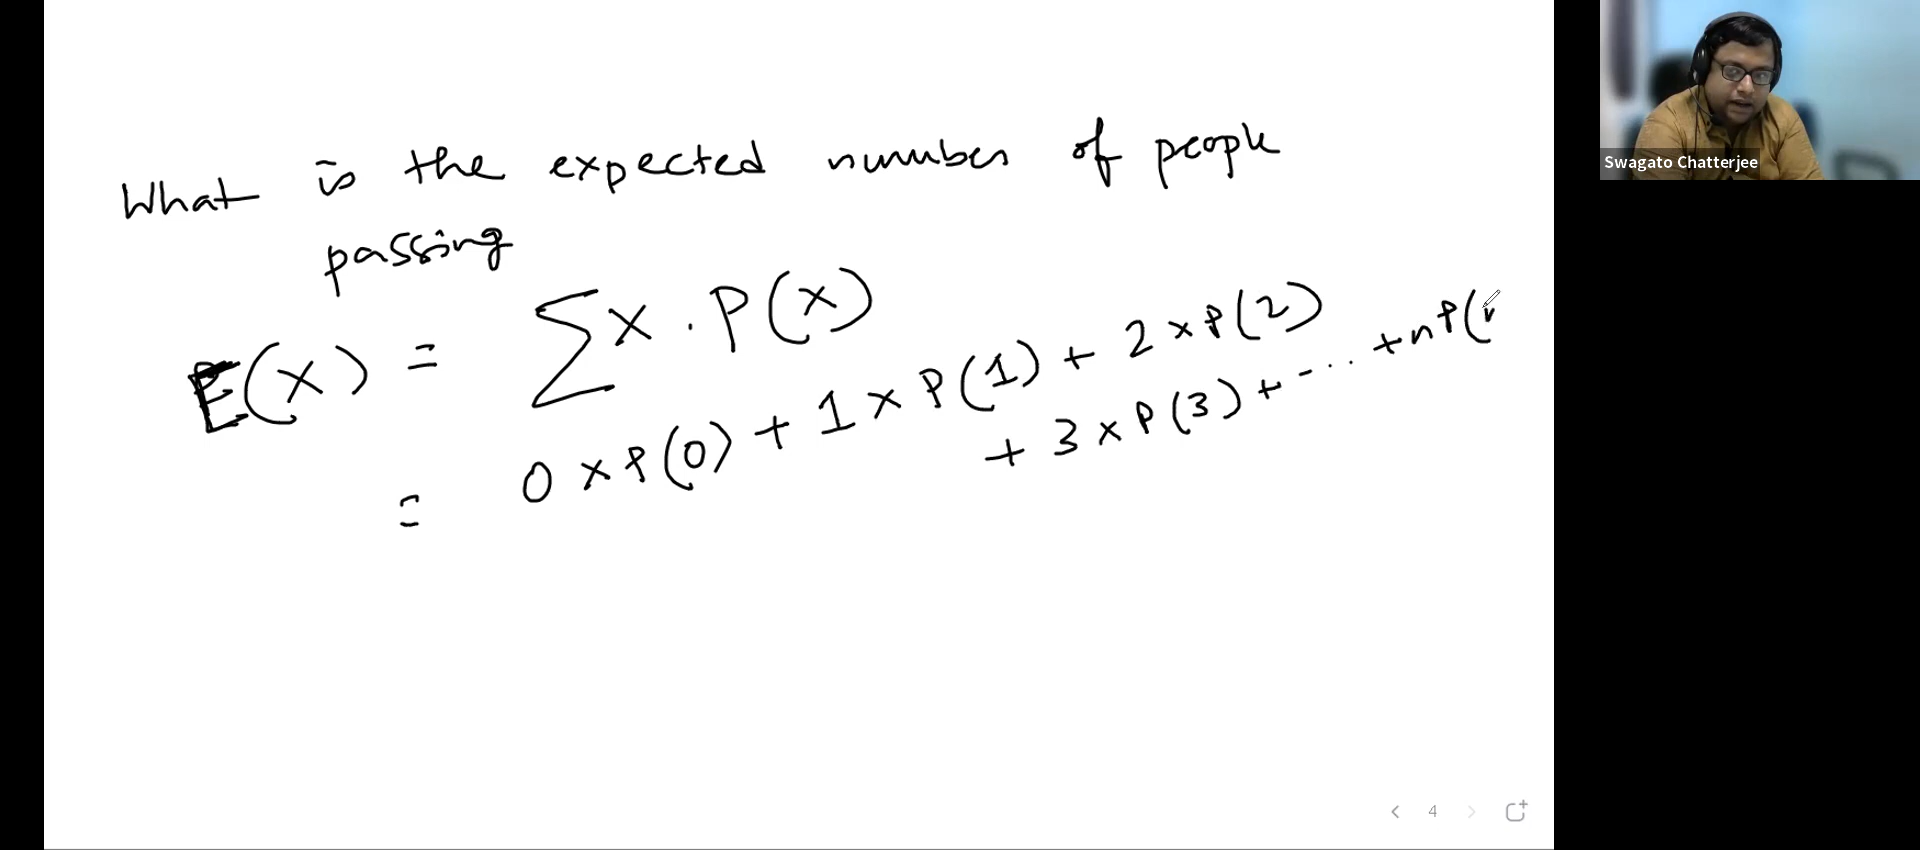 What is the expected number of people
passing
E(x) = ∑ x . P(x)
= 0 × P(0) + 1 × P(1) + 2 × P(2)
+ 3 × P(3) + - . . . + n P(
Swagato Chatterjee
4